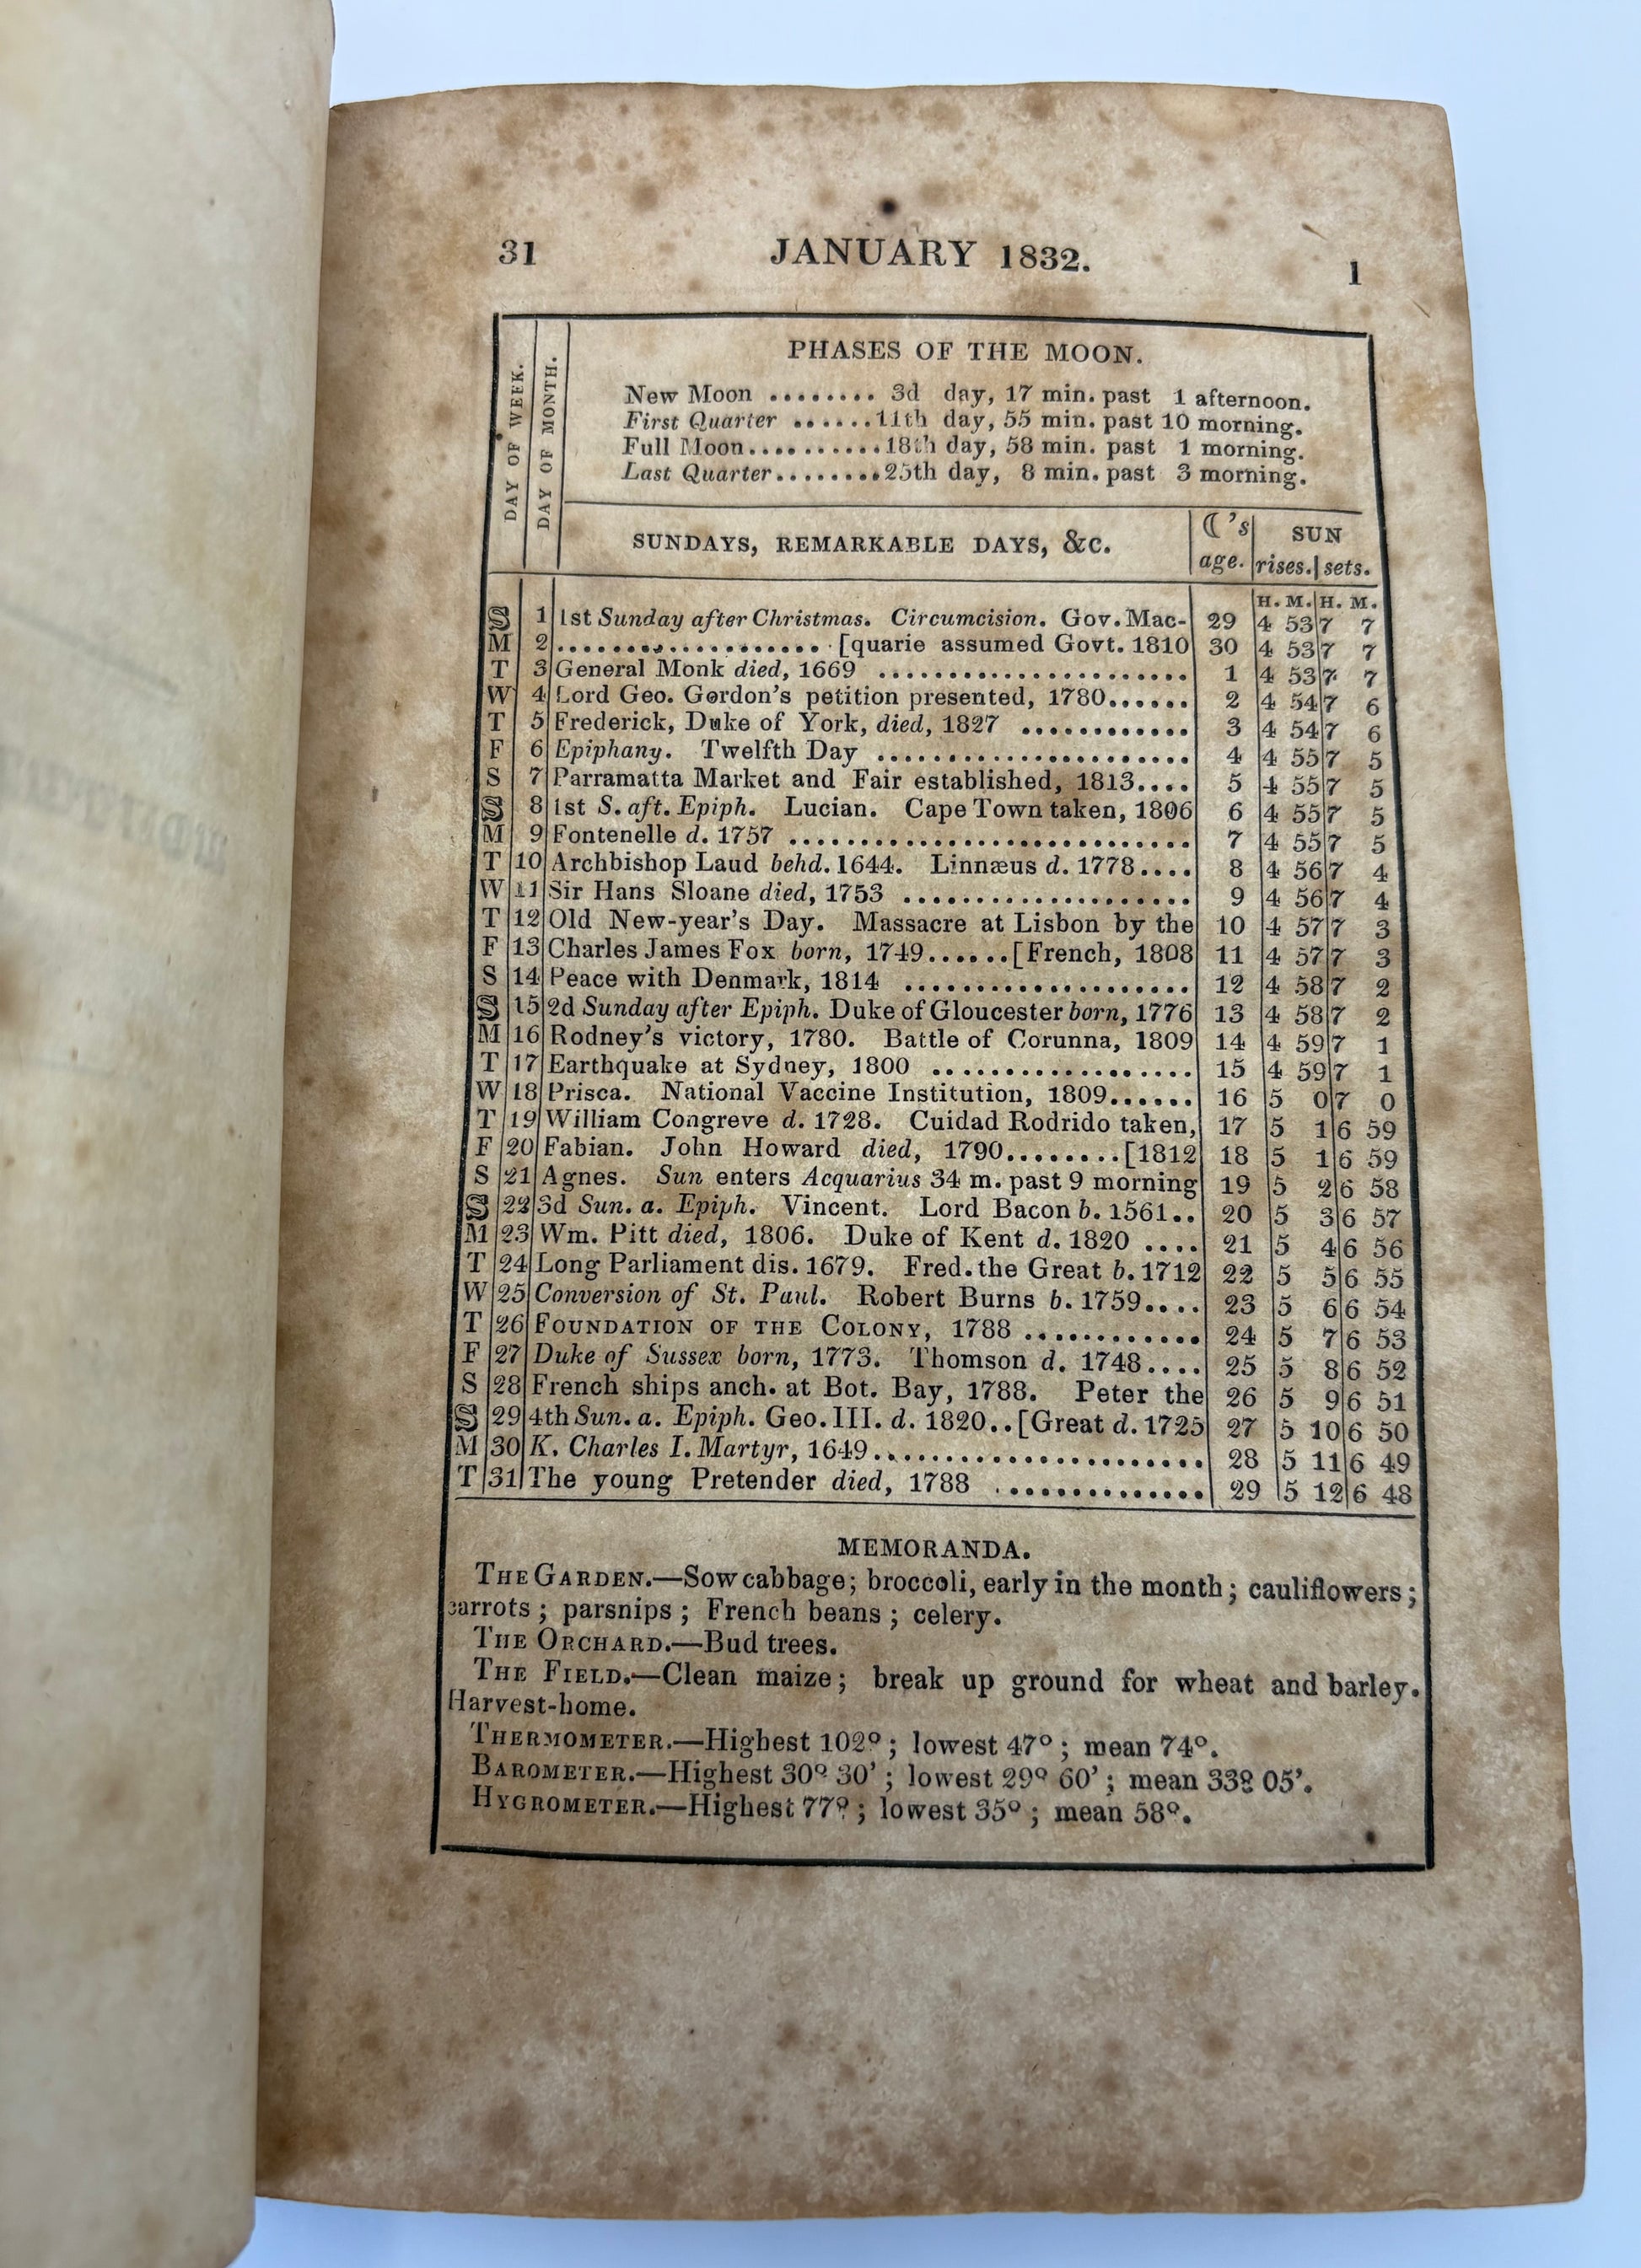 31 JANUARY 1832. 1
DAY OF WEEK.
DAY OF MONTH.
PHASES OF THE MOON.
New Moon ........ 3d day, 17 min. past 1 afternoon.
First Quarter ......11th day, 55 min. past 10 morning.
Full Moon..........18th day, 58 min. past 1 morning.
Last Quarter........25th day, 8 min. past 3 morning.
SUNDAYS, REMARKABLE DAYS, &c. ☾'s age. SUN rises. sets.
H. M. H. M.
S 1 1st Sunday after Christmas. Circumcision. Gov. Mac- 29 4 53 7 7
M 2 .................... [quarie assumed Govt. 1810 30 4 53 7 7
T 3 General Monk died, 1669 ...................... 1 4 53 7 7
W 4 Lord Geo. Gordon's petition presented, 1780...... 2 4 54 7 6
T 5 Frederick, Duke of York, died, 1827 ............ 3 4 54 7 6
F 6 Epiphany. Twelfth Day ...................... 4 4 55 7 5
S 7 Parramatta Market and Fair established, 1813.... 5 4 55 7 5
S 8 1st S. aft. Epiph. Lucian. Cape Town taken, 1806 6 4 55 7 5
M 9 Fontenelle d. 1757 ............................ 7 4 55 7 5
T 10 Archbishop Laud behd. 1644. Linnæus d. 1778.... 8 4 56 7 4
W 11 Sir Hans Sloane died, 1753 .................... 9 4 56 7 4
T 12 Old New-year's Day. Massacre at Lisbon by the 10 4 57 7 3
F 13 Charles James Fox born, 1749......[French, 1808 11 4 57 7 3
S 14 Peace with Denmark, 1814 .................... 12 4 58 7 2
S 15 2d Sunday after Epiph. Duke of Gloucester born, 1776 13 4 58 7 2
M 16 Rodney's victory, 1780. Battle of Corunna, 1809 14 4 59 7 1
T 17 Earthquake at Sydney, 1800 .................. 15 4 59 7 1
W 18 Prisca. National Vaccine Institution, 1809...... 16 5 0 7 0
T 19 William Congreve d. 1728. Cuidad Rodrido taken, 17 5 1 6 59
F 20 Fabian. John Howard died, 1790........[1812 18 5 1 6 59
S 21 Agnes. Sun enters Acquarius 34 m. past 9 morning 19 5 2 6 58
S 22 3d Sun. a. Epiph. Vincent. Lord Bacon b. 1561.. 20 5 3 6 57
M 23 Wm. Pitt died, 1806. Duke of Kent d. 1820 .... 21 5 4 6 56
T 24 Long Parliament dis. 1679. Fred. the Great b. 1712 22 5 5 6 55
W 25 Conversion of St. Paul. Robert Burns b. 1759.... 23 5 6 6 54
T 26 FOUNDATION OF THE COLONY, 1788 ............ 24 5 7 6 53
F 27 Duke of Sussex born, 1773. Thomson d. 1748.... 25 5 8 6 52
S 28 French ships anch. at Bot. Bay, 1788. Peter the 26 5 9 6 51
S 29 4th Sun. a. Epiph. Geo. III. d. 1820..[Great d. 1725 27 5 10 6 50
M 30 K. Charles I. Martyr, 1649....................... 28 5 11 6 49
T 31 The young Pretender died, 1788 .............. 29 5 12 6 48
MEMORANDA.
THE GARDEN.—Sow cabbage; broccoli, early in the month; cauliflowers;
carrots; parsnips; French beans; celery.
THE ORCHARD.—Bud trees.
THE FIELD.—Clean maize; break up ground for wheat and barley.
Harvest-home.
THERMOMETER.—Highest 102°; lowest 47°; mean 74°.
BAROMETER.—Highest 30° 30'; lowest 29° 60'; mean 33° 05'.
HYGROMETER.—Highest 77°; lowest 35°; mean 58°.